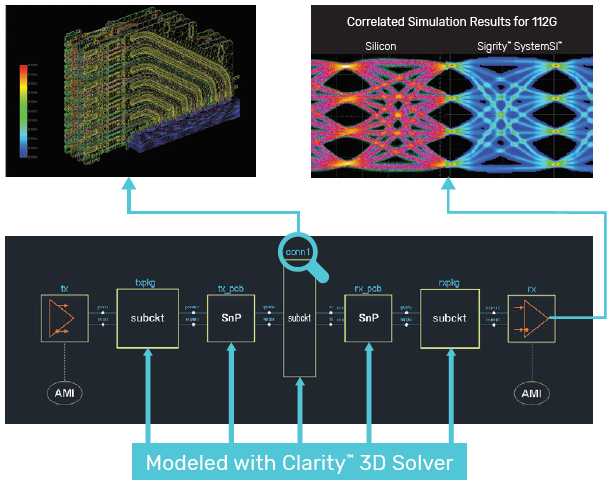 Correlated Simulation Results for 112G
Silicon
Sigrity™ SystemSI™
conn1
tx
txpkg
tx_pcb
rx_pcb
rxpkg
rx
subckt
SnP
subckt
SnP
subckt
AMI
AMI
Modeled with Clarity™ 3D Solver